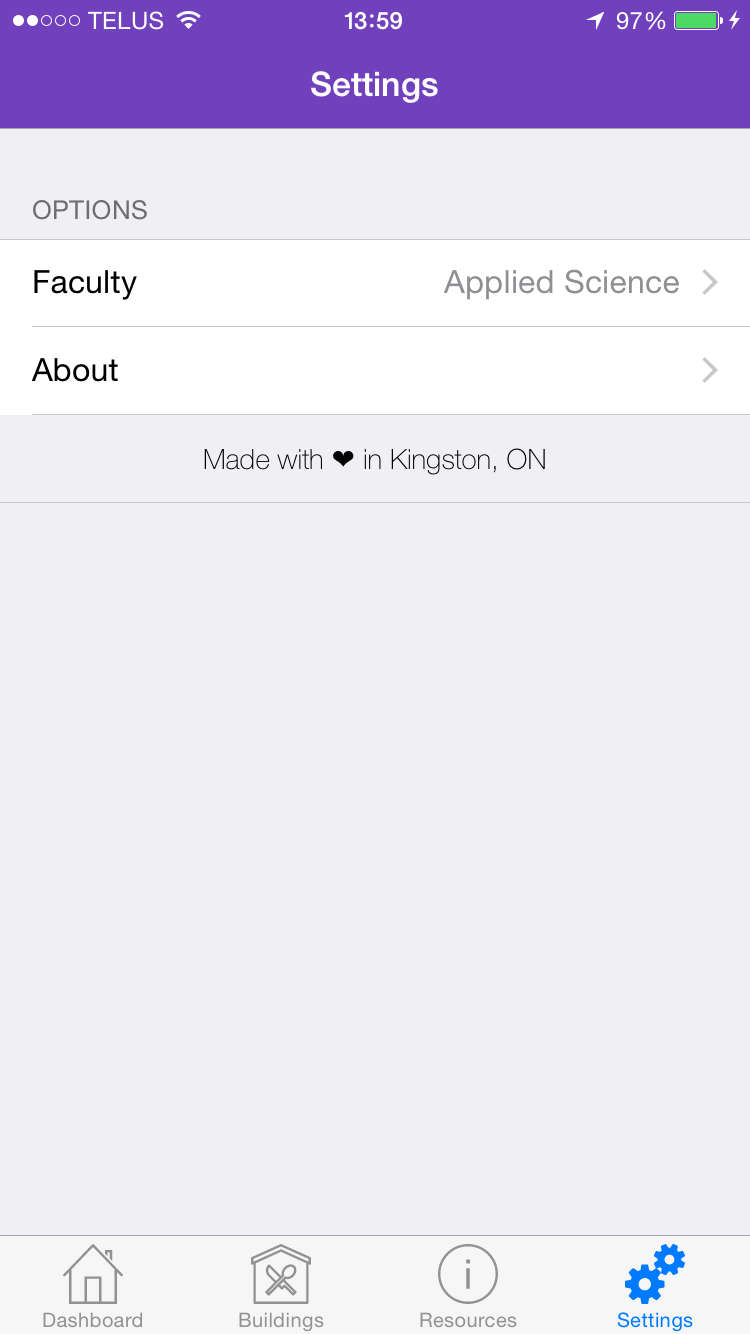 TELUS 13:59 97%
Settings
OPTIONS
Faculty Applied Science
About
Made with ❤ in Kingston, ON
Dashboard Buildings Resources Settings